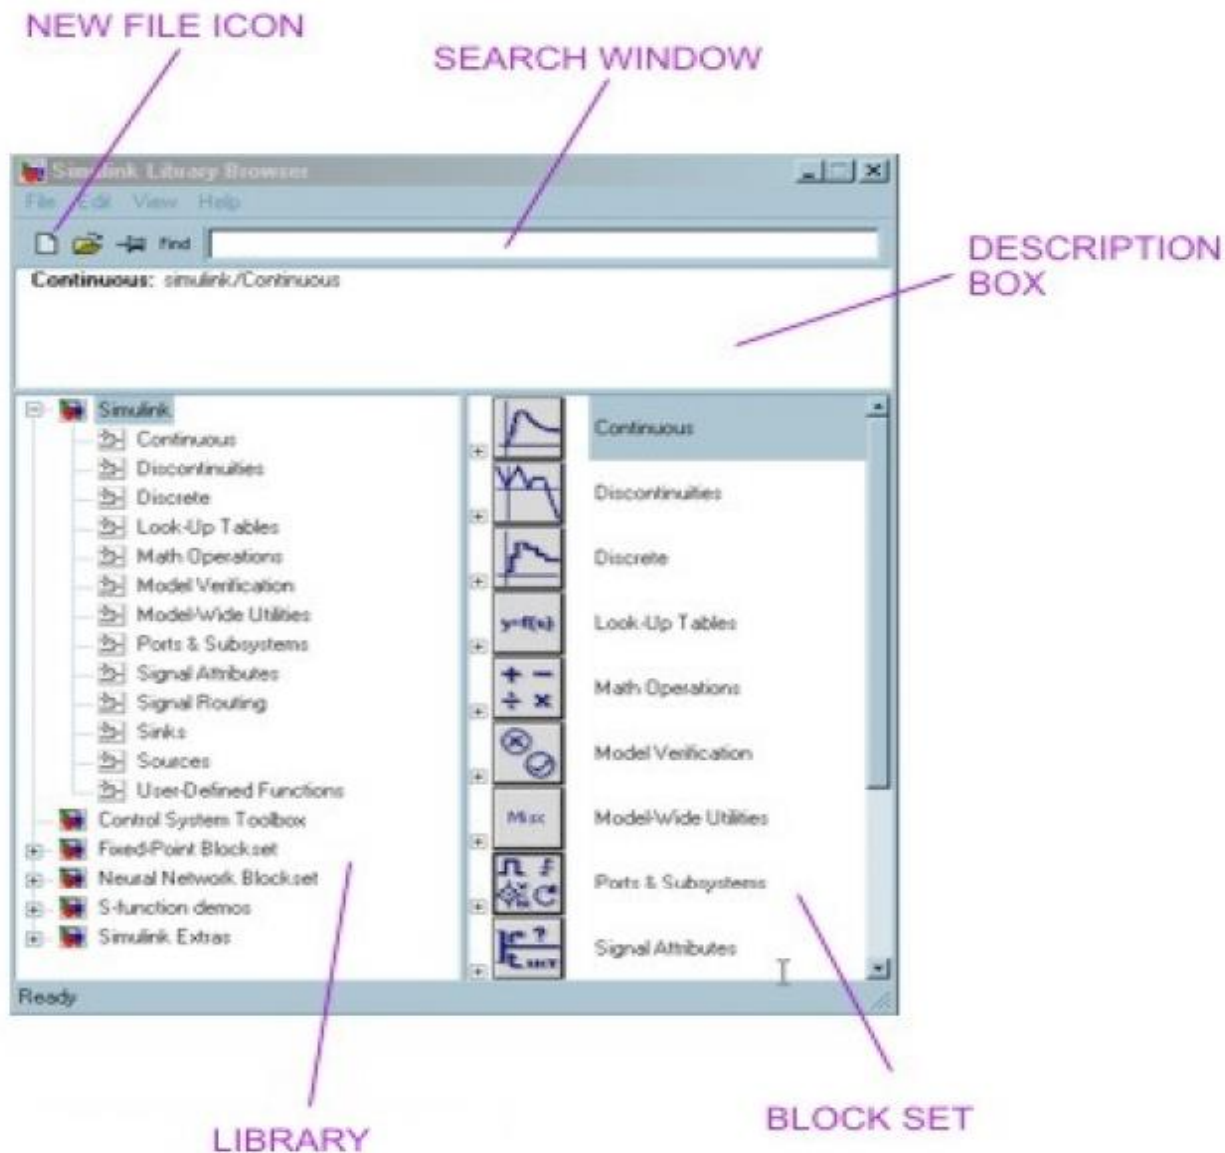 NEW FILE ICON
SEARCH WINDOW
Simulink Library Browser
File Edit View Help
Find
DESCRIPTION
BOX
Continuous: simulink/Continuous
Simulink
Continuous
Discontinuities
Discrete
Look-Up Tables
Math Operations
Model Verification
Model-Wide Utilities
Ports & Subsystems
Signal Attributes
Signal Routing
Sinks
Sources
User-Defined Functions
Control System Toolbox
Fixed-Point Blockset
Neural Network Blockset
S-function demos
Simulink Extras
Continuous
Discontinuities
Discrete
y=f(u) Look-Up Tables
+ − ÷ × Math Operations
Model Verification
Misc Model-Wide Utilities
Ports & Subsystems
Signal Attributes
Ready
LIBRARY
BLOCK SET